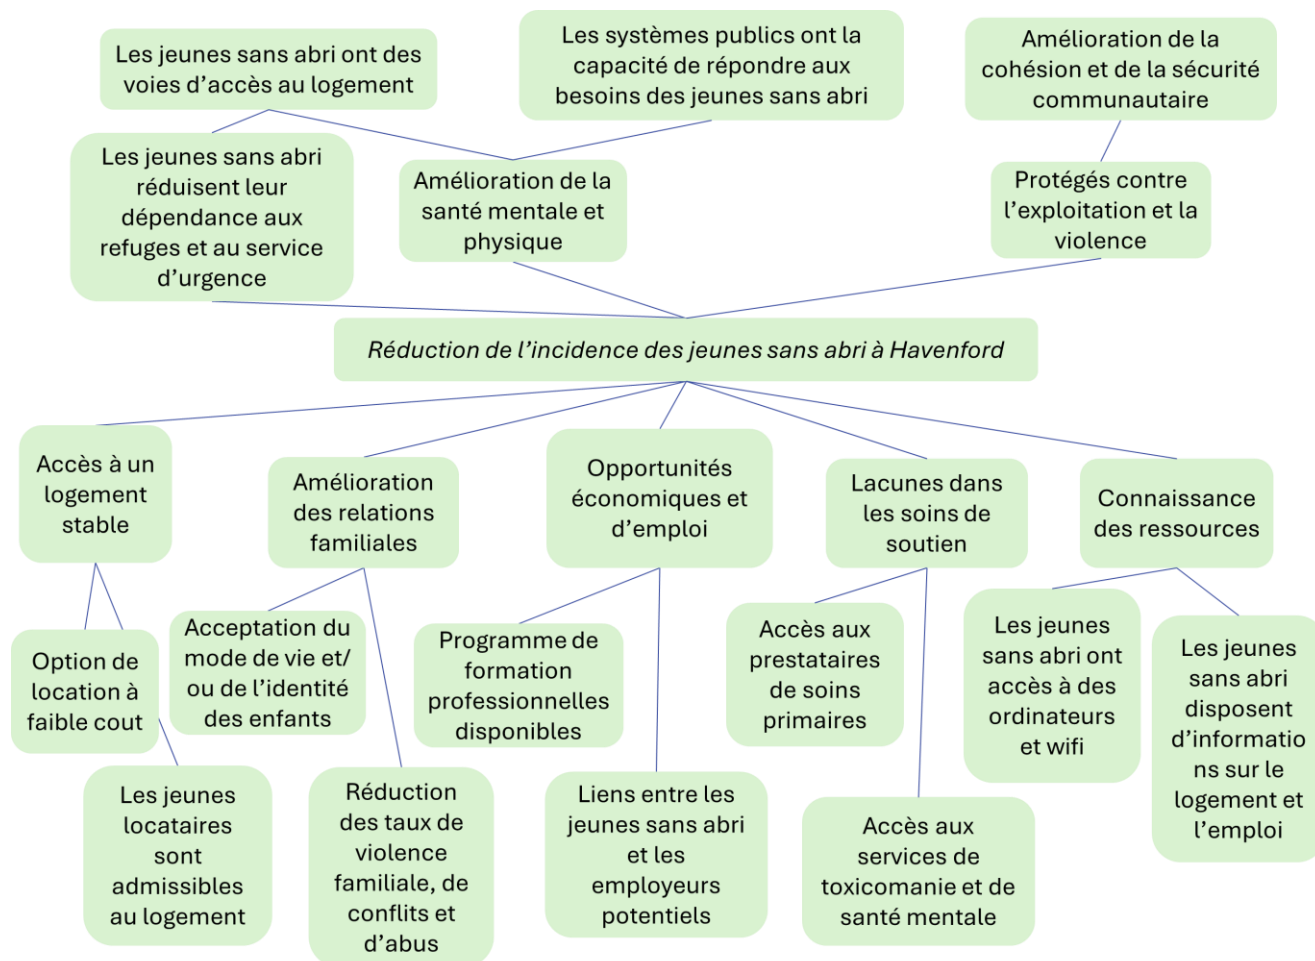 Les jeunes sans abri ont des
voies d’accès au logement
Les systèmes publics ont la
capacité de répondre aux
besoins des jeunes sans abri
Amélioration de la
cohésion et de la sécurité
communautaire
Les jeunes sans abri
réduisent leur
dépendance aux
refuges et au service
d’urgence
Amélioration de la
santé mentale et
physique
Protégés contre
l’exploitation et la
violence
Réduction de l’incidence des jeunes sans abri à Havenford
Accès à un
logement
stable
Amélioration
des relations
familiales
Opportunités
économiques et
d’emploi
Lacunes dans
les soins de
soutien
Connaissance
des ressources
Option de
location à
faible cout
Acceptation du
mode de vie et/
ou de l’identité
des enfants
Programme de
formation
professionnelles
disponibles
Accès aux
prestataires
de soins
primaires
Les jeunes
sans abri ont
accès à des
ordinateurs
et wifi
Les jeunes
sans abri
disposent
d’informatio
ns sur le
logement et
l’emploi
Les jeunes
locataires
sont
admissibles
au logement
Réduction
des taux de
violence
familiale, de
conflits et
d’abus
Liens entre les
jeunes sans abri
et les
employeurs
potentiels
Accès aux
services de
toxicomanie et de
santé mentale